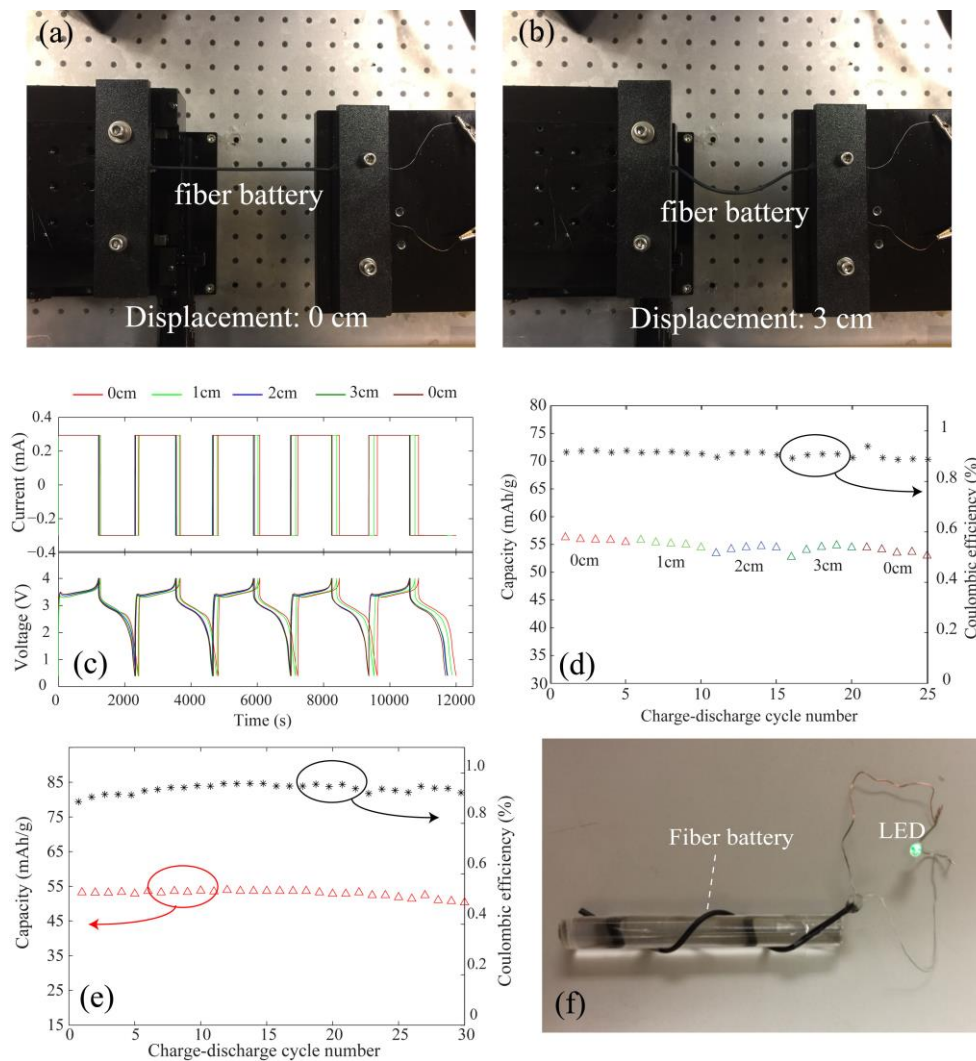 (a)
fiber battery
Displacement: 0 cm
(b)
fiber battery
Displacement: 3 cm
0cm 1cm 2cm 3cm 0cm
0.4
0.2
0
−0.2
−0.4
Current (mA)
4
3
2
1
0
Voltage (V)
(c)
0 2000 4000 6000 8000 10000 12000
Time (s)
80
75
70
65
60
55
50
45
40
35
30
Capacity (mAh/g)
0cm 1cm 2cm 3cm 0cm
1
0.8
0.6
0.4
0.2
0
Coulombic efficiency (%)
(d)
0 5 10 15 20 25
Charge-discharge cycle number
85
75
65
55
45
35
25
15
Capacity (mAh/g)
1.0
0.8
0.6
0.4
0.2
0
Coulombic efficiency (%)
(e)
0 5 10 15 20 25 30
Charge-discharge cycle number
LED
Fiber battery
(f)